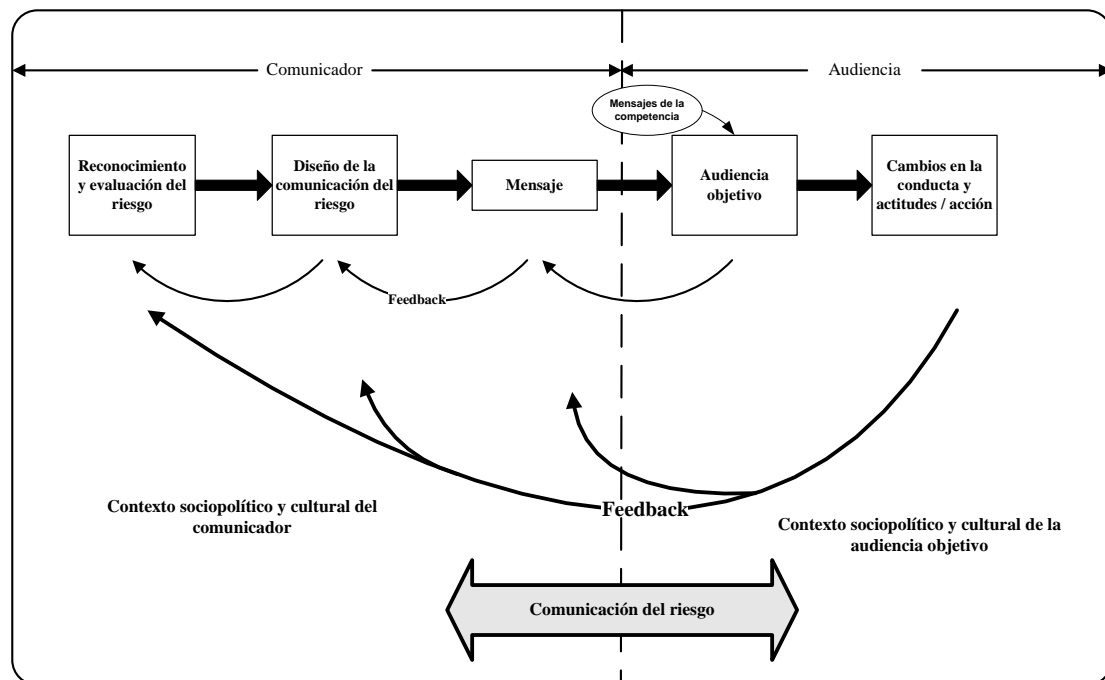 Comunicador
Audiencia
Mensajes de la
competencia
Reconocimiento
y evaluación del
riesgo
Diseño de la
comunicación del
riesgo
Mensaje
Audiencia
objetivo
Cambios en la
conducta y
actitudes / acción
Feedback
Feedback
Contexto sociopolítico y cultural del
comunicador
Contexto sociopolítico y cultural de la
audiencia objetivo
Comunicación del riesgo